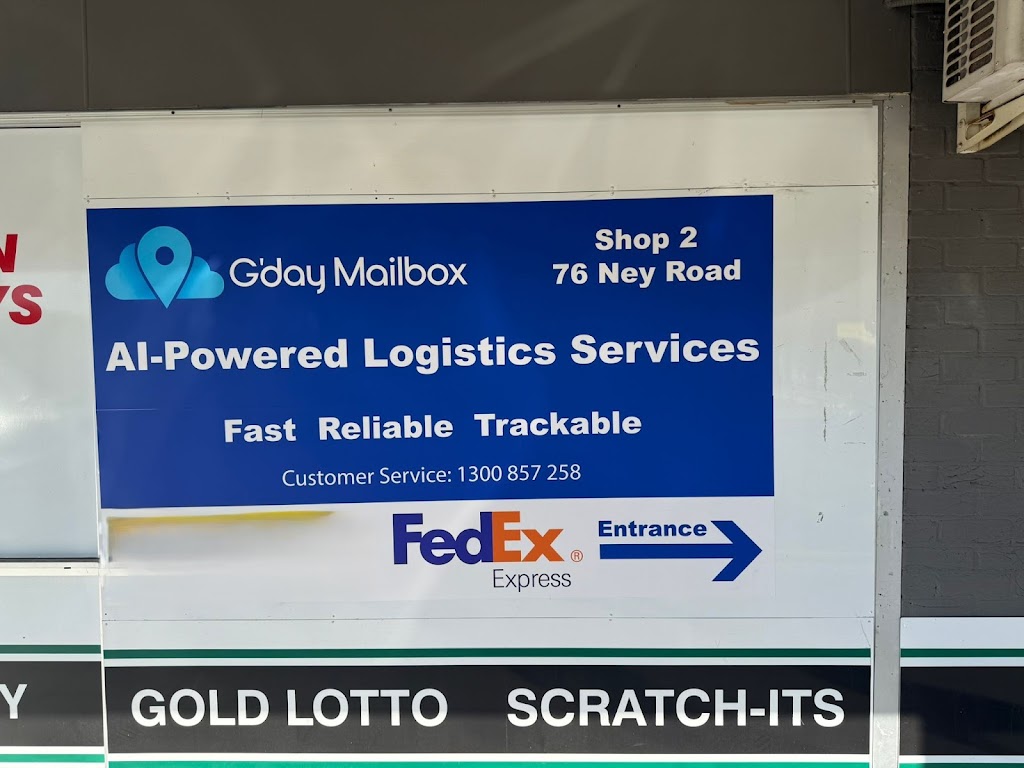 G'day Mailbox
Shop 2
76 Ney Road
AI-Powered Logistics Services
Fast Reliable Trackable
Customer Service: 1300 857 258
FedEx®
Express
Entrance
N
YS
Y
GOLD LOTTO SCRATCH-ITS